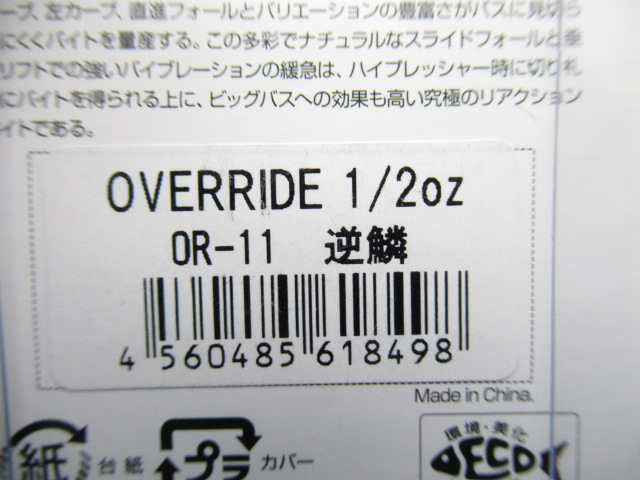 ーブ、左カーブ、直進フォールとバリエーションの豊富さがバスに見切ら
にくくバイトを量産する。この多彩でナチュラルなスライドフォールと垂
リフトでの強いバイブレーションの緩急は、ハイプレッシャー時に切り札
にバイトを得られる上に、ビッグバスへの効果も高い究極のリアクション
イトである。
OVERRIDE 1/2oz
OR-11 逆鱗
4 560485 618498
Made in China.
紙 台紙 プラ カバー
環境・美化
ECO